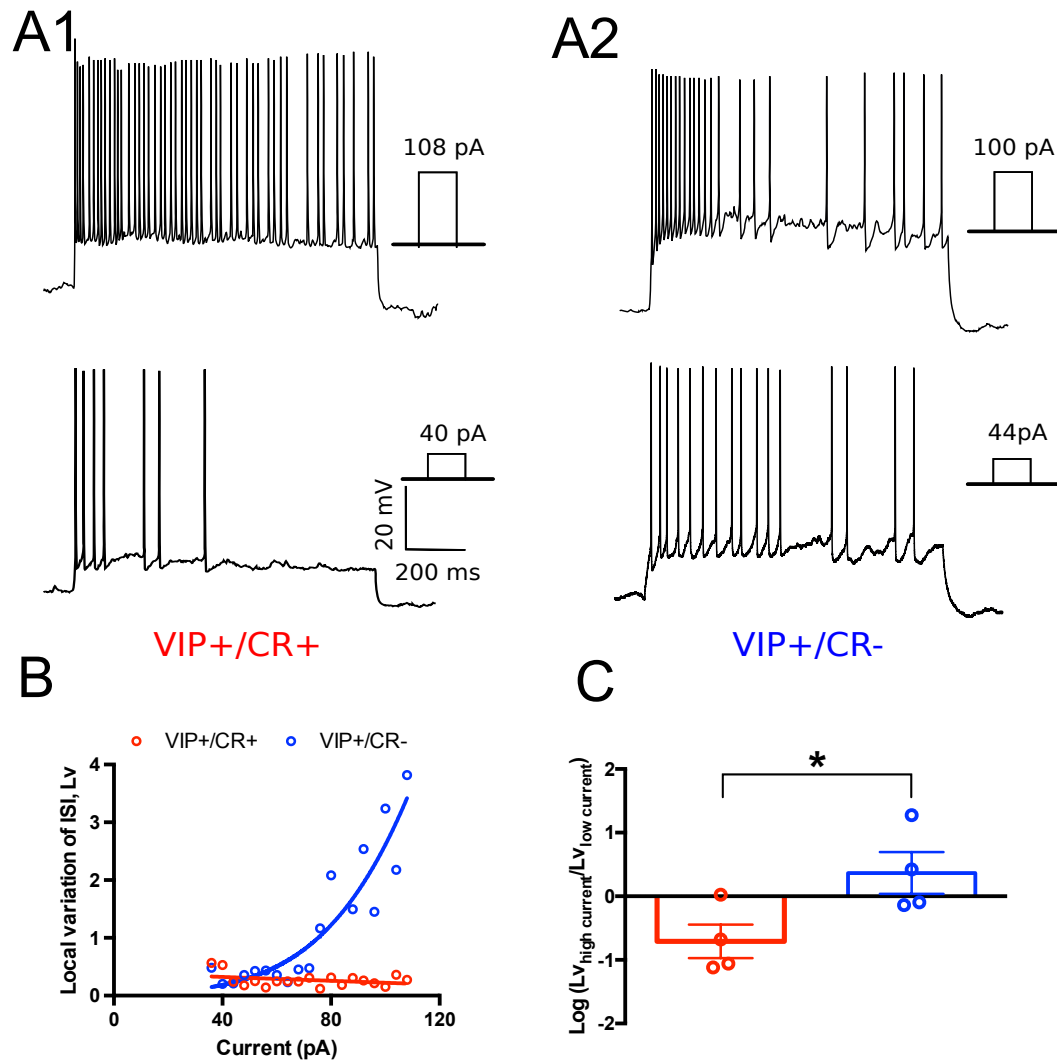 A1
A2
108 pA
100 pA
40 pA
44pA
20 mV
200 ms
VIP+/CR+
VIP+/CR-
B
C
VIP+/CR+
VIP+/CR-
Local variation of ISI, Lv
4
3
2
1
0
0
40
80
120
Current (pA)
*
Log (Lvhigh current/Lvlow current)
2
1
0
-1
-2